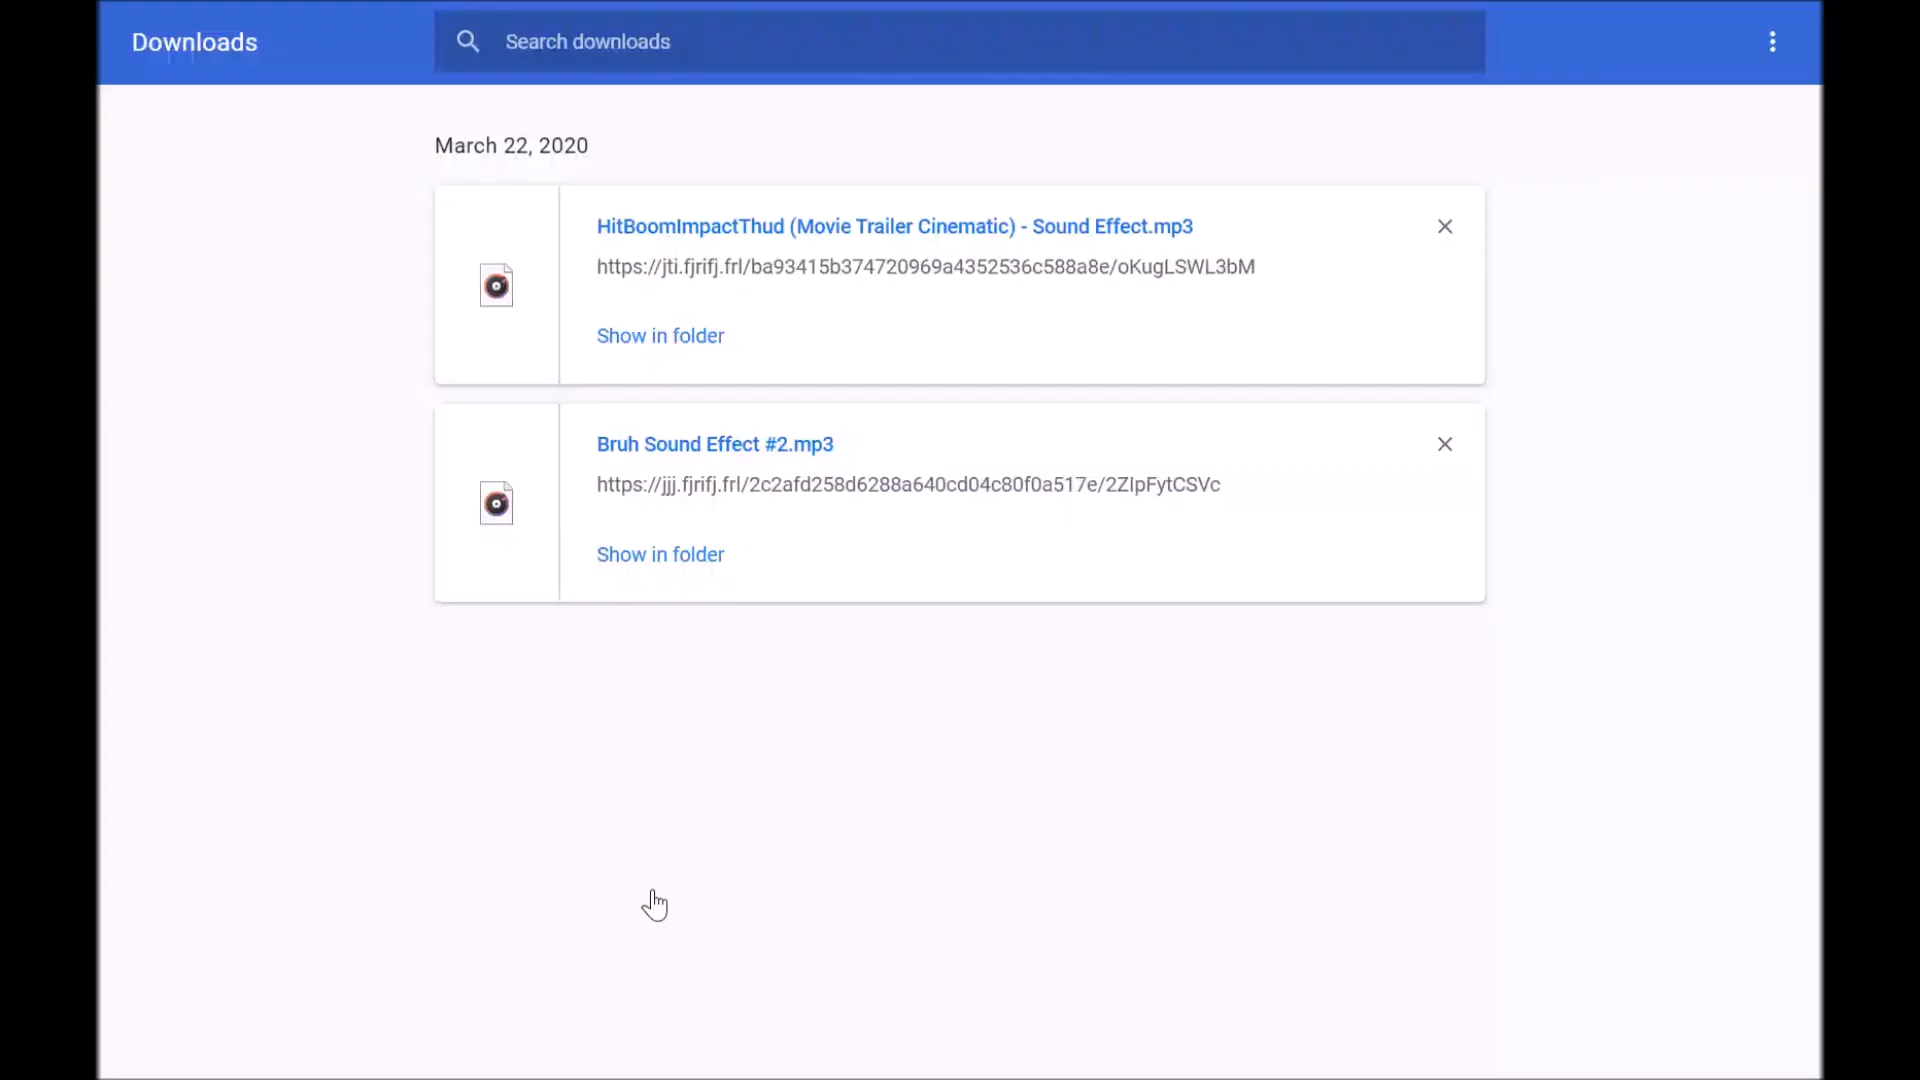 Downloads
Search downloads
March 22, 2020
HitBoomImpactThud (Movie Trailer Cinematic) - Sound Effect.mp3
https://jti.fjrifj.frl/ba93415b374720969a4352536c588a8e/oKugLSWL3bM
Show in folder
Bruh Sound Effect #2.mp3
https://jjj.fjrifj.frl/2c2afd258d6288a640cd04c80f0a517e/2ZIpFytCSVc
Show in folder